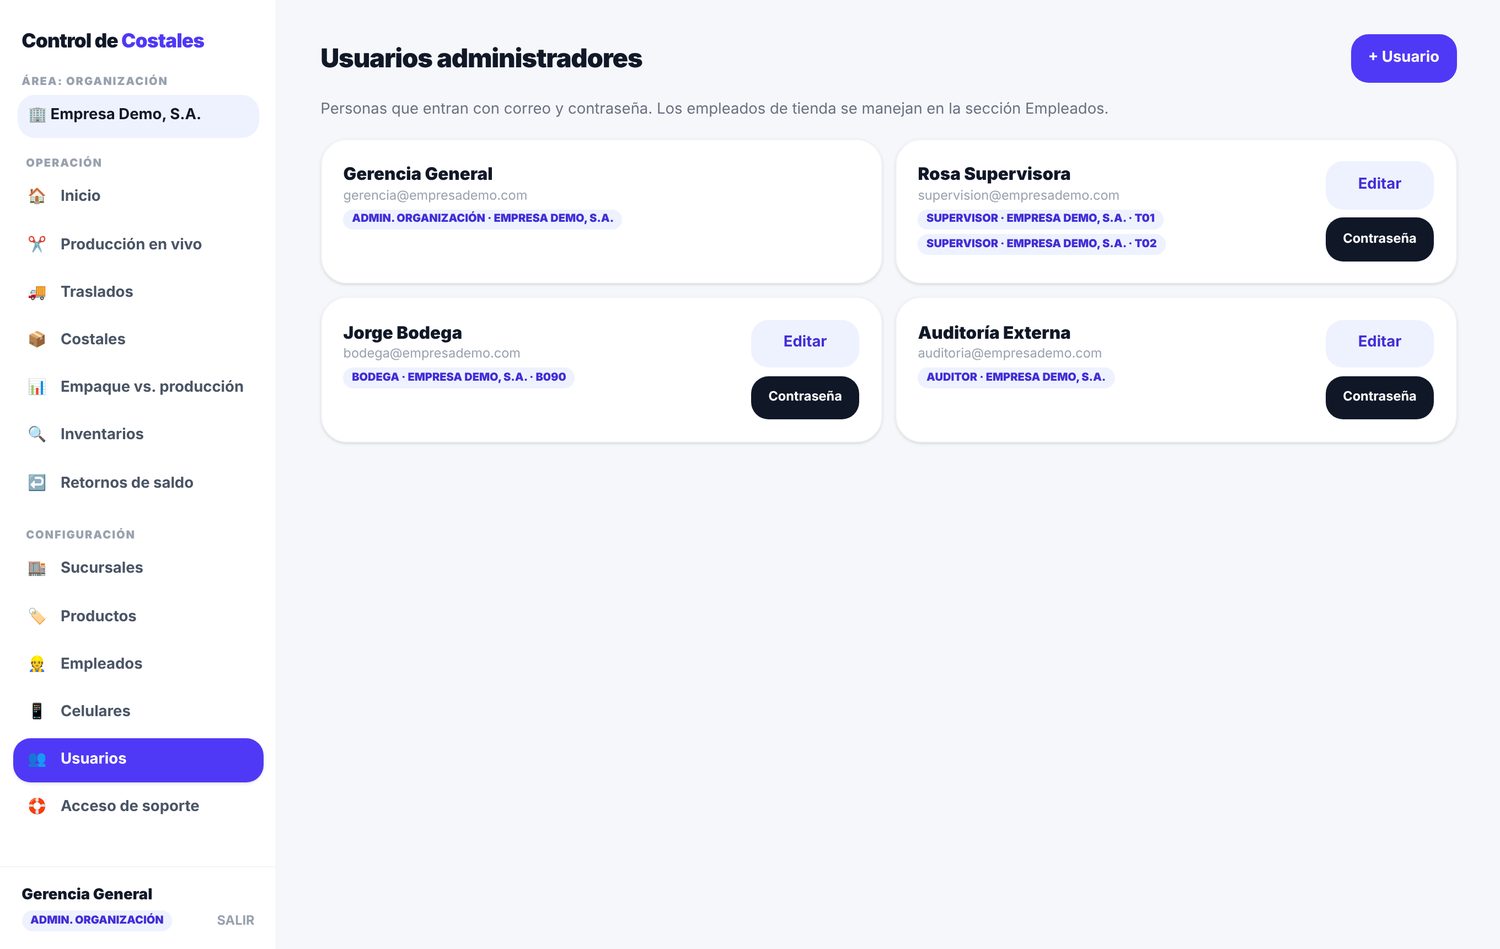 Control de Costales
ÁREA: ORGANIZACIÓN
Empresa Demo, S.A.
OPERACIÓN
Inicio
Producción en vivo
Traslados
Costales
Empaque vs. producción
Inventarios
Retornos de saldo
CONFIGURACIÓN
Sucursales
Productos
Empleados
Celulares
Usuarios
Acceso de soporte
Gerencia General
ADMIN. ORGANIZACIÓN
SALIR
Usuarios administradores
+ Usuario
Personas que entran con correo y contraseña. Los empleados de tienda se manejan en la sección Empleados.
Gerencia General
gerencia@empresademo.com
ADMIN. ORGANIZACIÓN · EMPRESA DEMO, S.A.
Rosa Supervisora
supervision@empresademo.com
SUPERVISOR · EMPRESA DEMO, S.A. · T01
SUPERVISOR · EMPRESA DEMO, S.A. · T02
Editar
Contraseña
Jorge Bodega
bodega@empresademo.com
BODEGA · EMPRESA DEMO, S.A. · B090
Editar
Contraseña
Auditoría Externa
auditoria@empresademo.com
AUDITOR · EMPRESA DEMO, S.A.
Editar
Contraseña